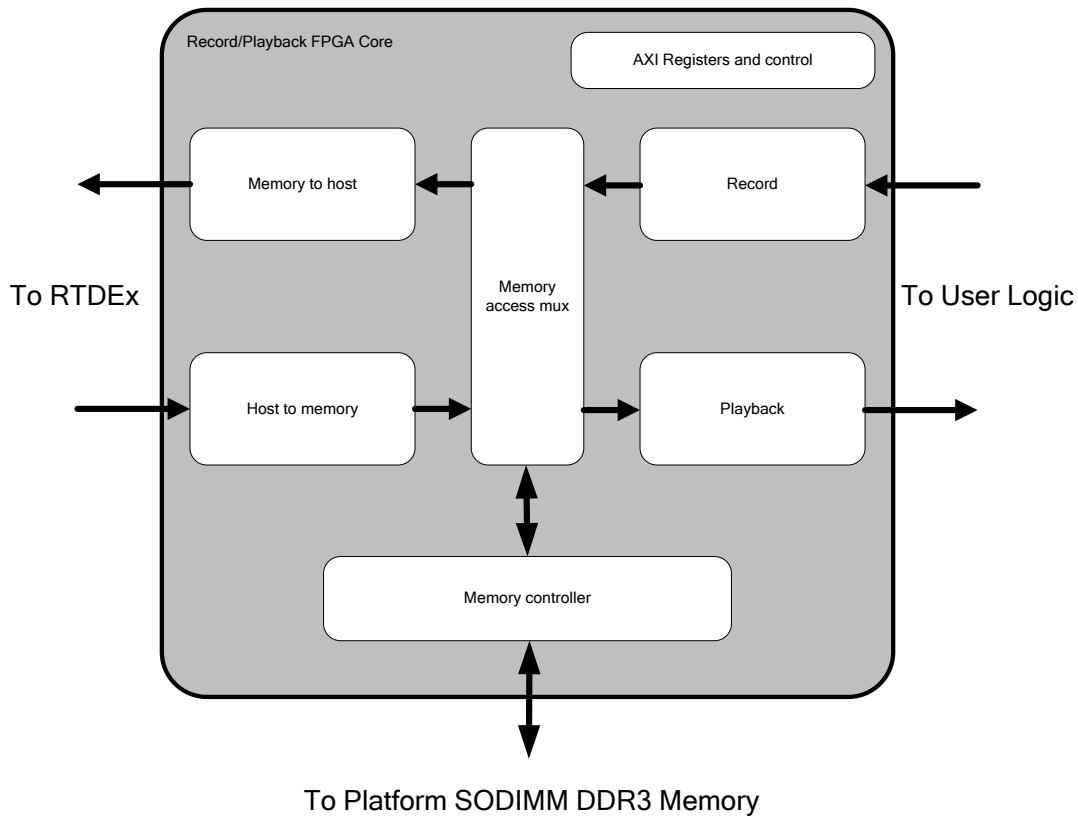 Record/Playback FPGA Core
AXI Registers and control
Memory to host
Record
Memory
access mux
To RTDEx
To User Logic
Host to memory
Playback
Memory controller
To Platform SODIMM DDR3 Memory